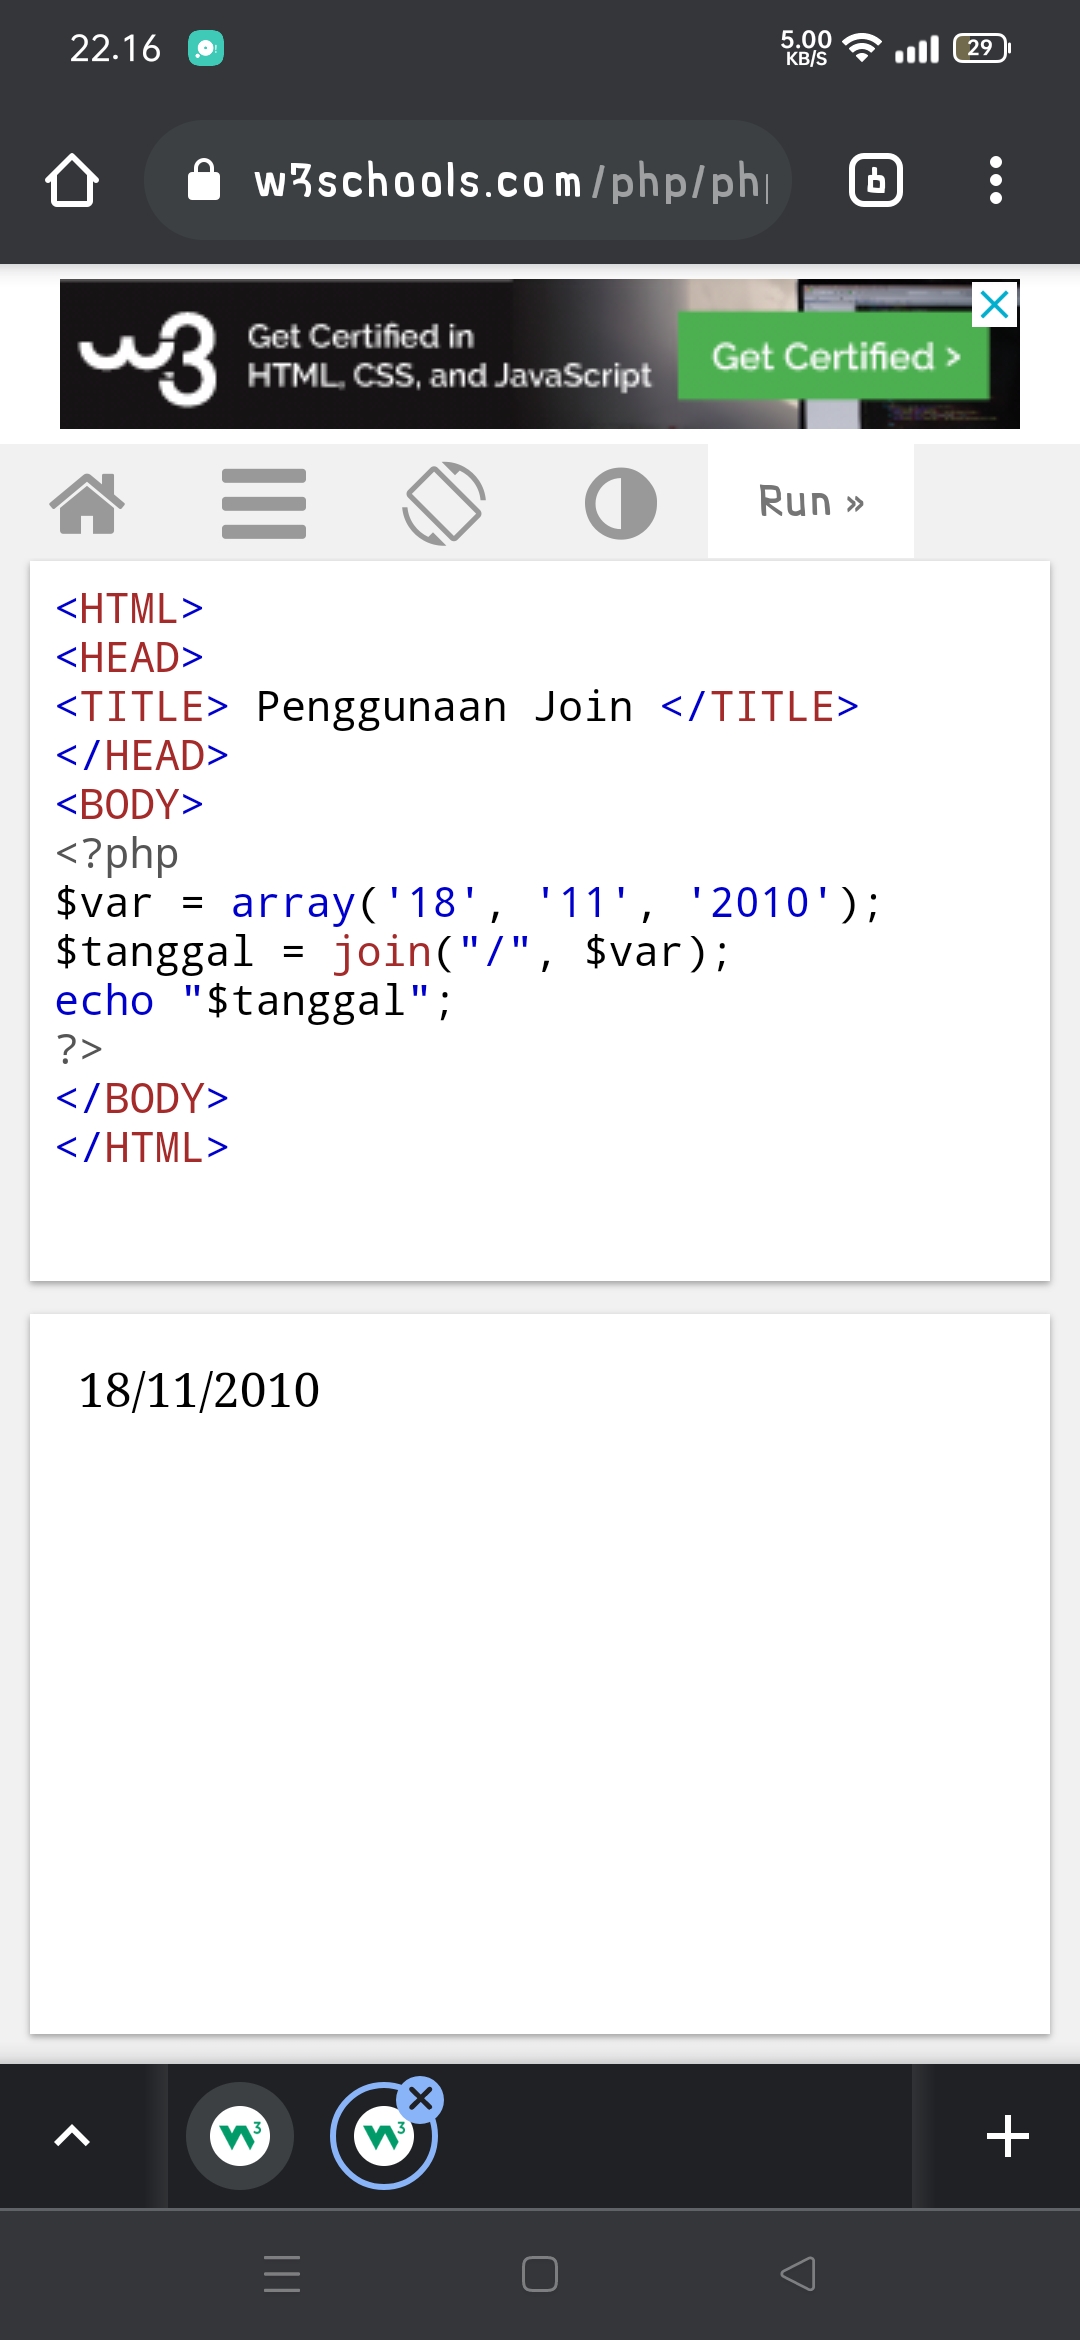 22.16
5.00
KB/S
29
w3schools.com/php/ph
w3
Get Certified in
HTML, CSS, and JavaScript
Get Certified >
Run »
<HTML>
<HEAD>
<TITLE> Penggunaan Join </TITLE>
</HEAD>
<BODY>
<?php
$var = array('18', '11', '2010');
$tanggal = join("/", $var);
echo "$tanggal";
?>
</BODY>
</HTML>
18/11/2010